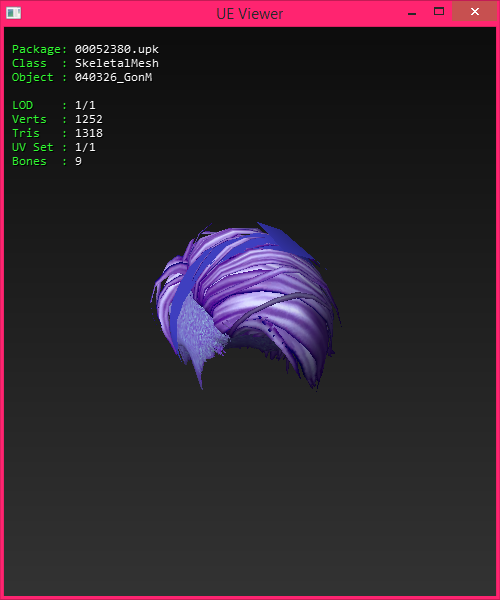 UE Viewer
Package: 00052380.upk
Class : SkeletalMesh
Object : 040326_GonM
LOD : 1/1
Verts : 1252
Tris : 1318
UV Set : 1/1
Bones : 9